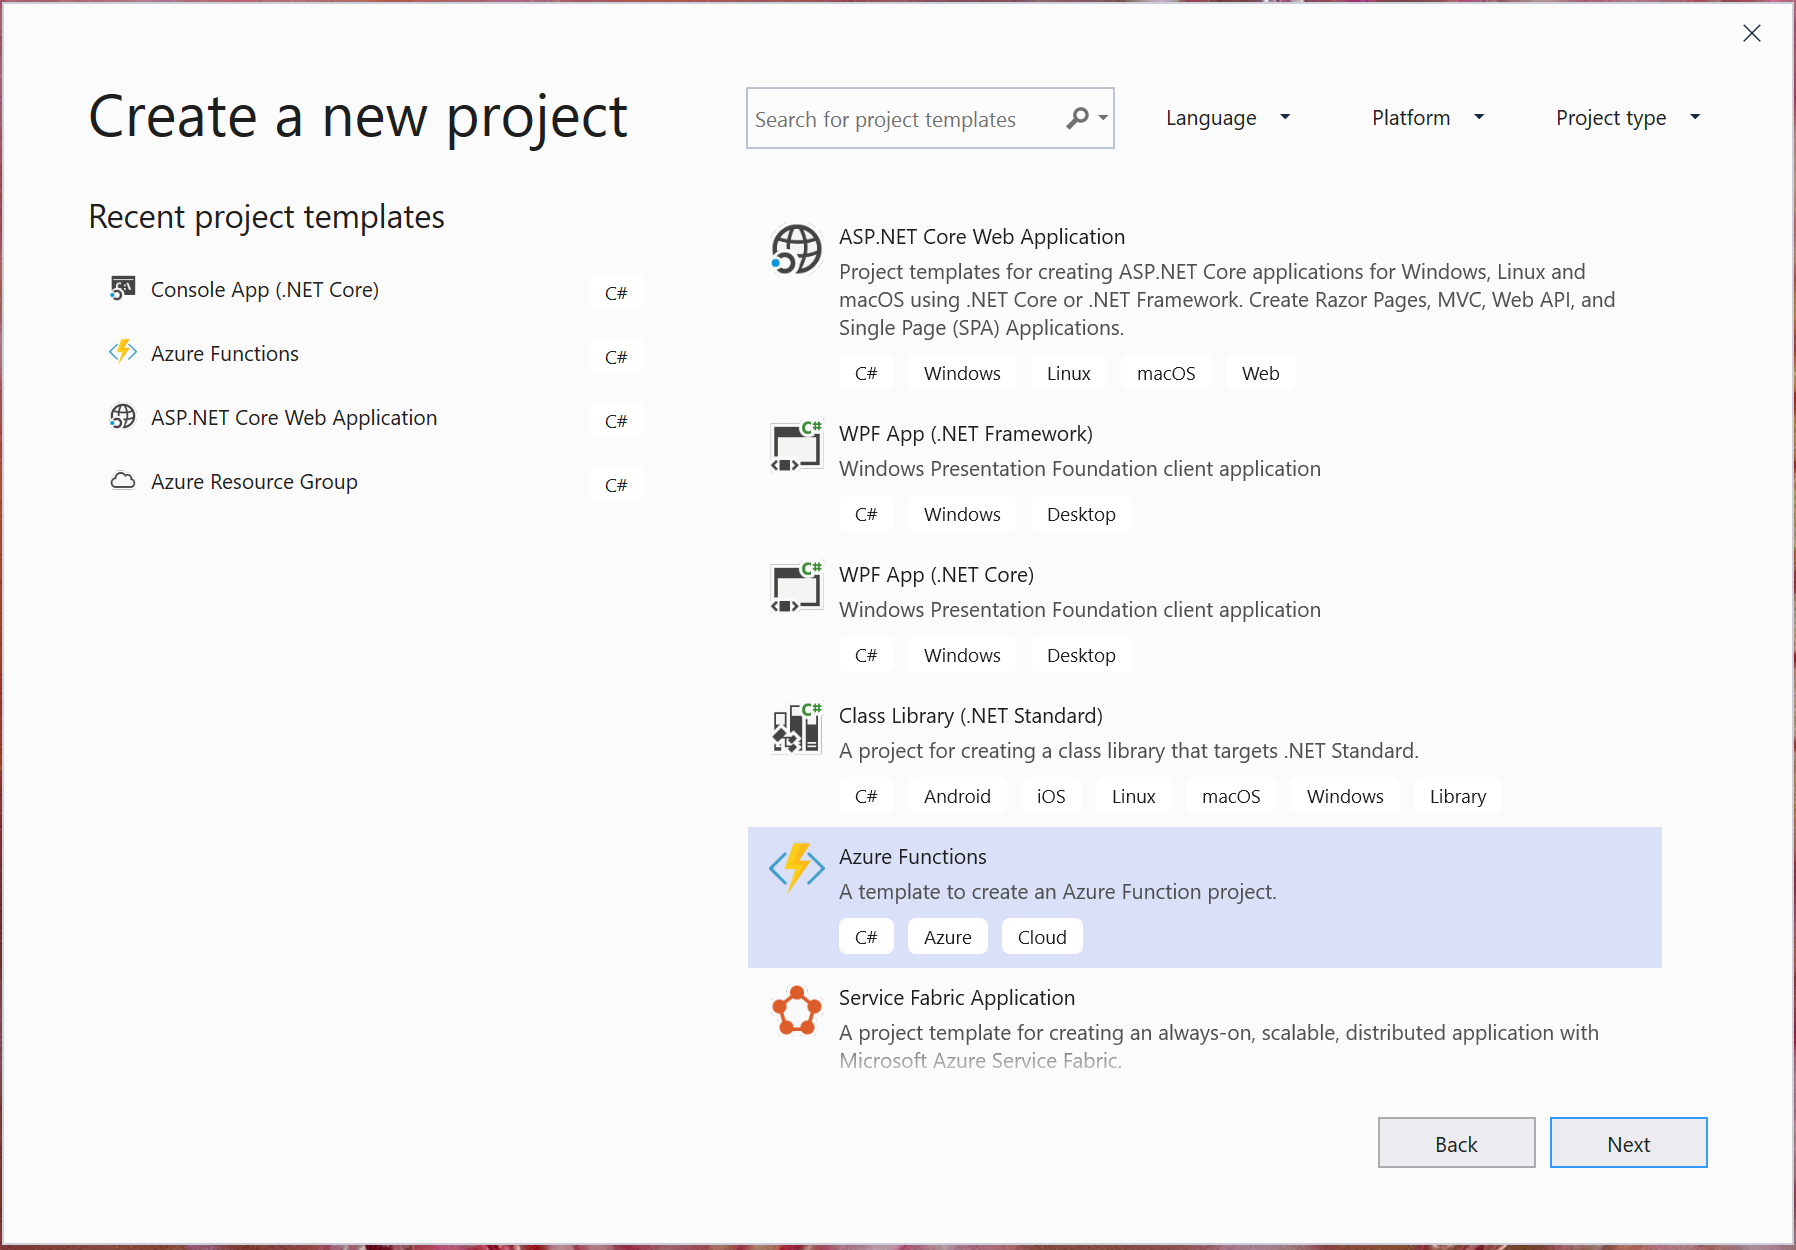 Create a new project
Search for project templates
Language
Platform
Project type
Recent project templates
Console App (.NET Core)
C#
Azure Functions
C#
ASP.NET Core Web Application
C#
Azure Resource Group
C#
ASP.NET Core Web Application
Project templates for creating ASP.NET Core applications for Windows, Linux and
macOS using .NET Core or .NET Framework. Create Razor Pages, MVC, Web API, and
Single Page (SPA) Applications.
C# Windows Linux macOS Web
C#
WPF App (.NET Framework)
Windows Presentation Foundation client application
C# Windows Desktop
C#
WPF App (.NET Core)
Windows Presentation Foundation client application
C# Windows Desktop
C#
Class Library (.NET Standard)
A project for creating a class library that targets .NET Standard.
C# Android iOS Linux macOS Windows Library
Azure Functions
A template to create an Azure Function project.
C# Azure Cloud
Service Fabric Application
A project template for creating an always-on, scalable, distributed application with
Microsoft Azure Service Fabric.
Back
Next